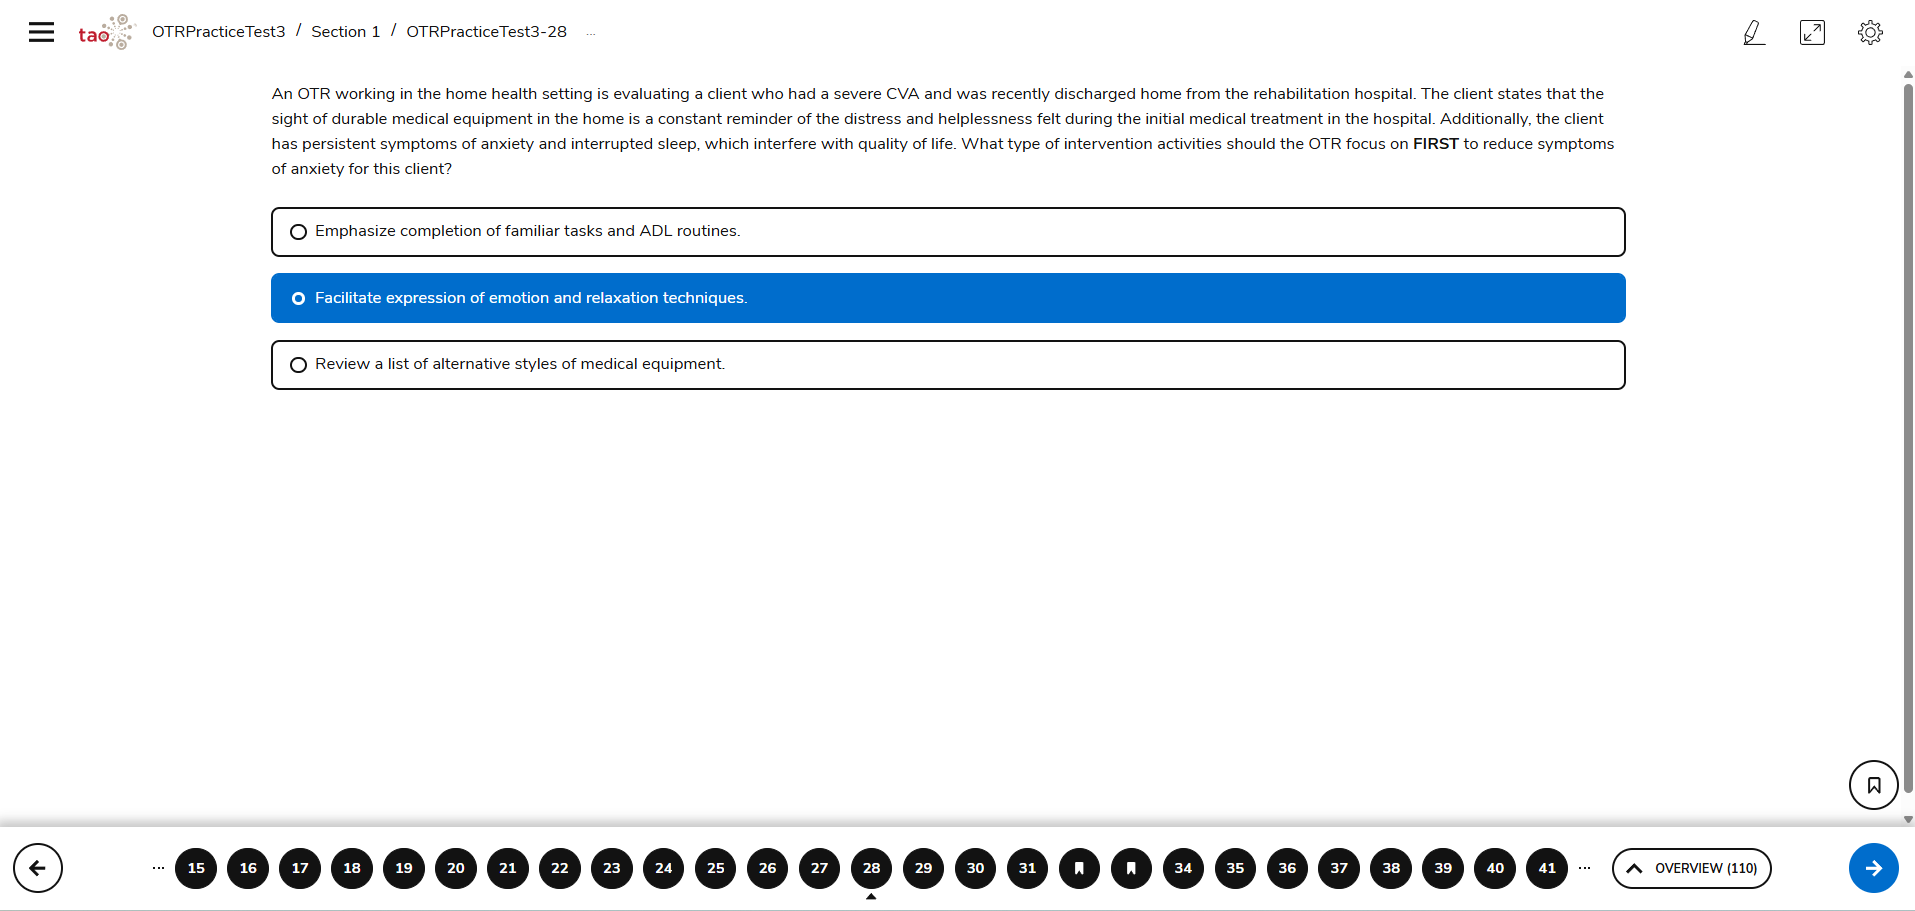 tao OTRPracticeTest3 / Section 1 / OTRPracticeTest3-28 ...
An OTR working in the home health setting is evaluating a client who had a severe CVA and was recently discharged home from the rehabilitation hospital. The client states that the
sight of durable medical equipment in the home is a constant reminder of the distress and helplessness felt during the initial medical treatment in the hospital. Additionally, the client
has persistent symptoms of anxiety and interrupted sleep, which interfere with quality of life. What type of intervention activities should the OTR focus on FIRST to reduce symptoms
of anxiety for this client?
Emphasize completion of familiar tasks and ADL routines.
Facilitate expression of emotion and relaxation techniques.
Review a list of alternative styles of medical equipment.
... 15 16 17 18 19 20 21 22 23 24 25 26 27 28 29 30 31 34 35 36 37 38 39 40 41 ... OVERVIEW (110)